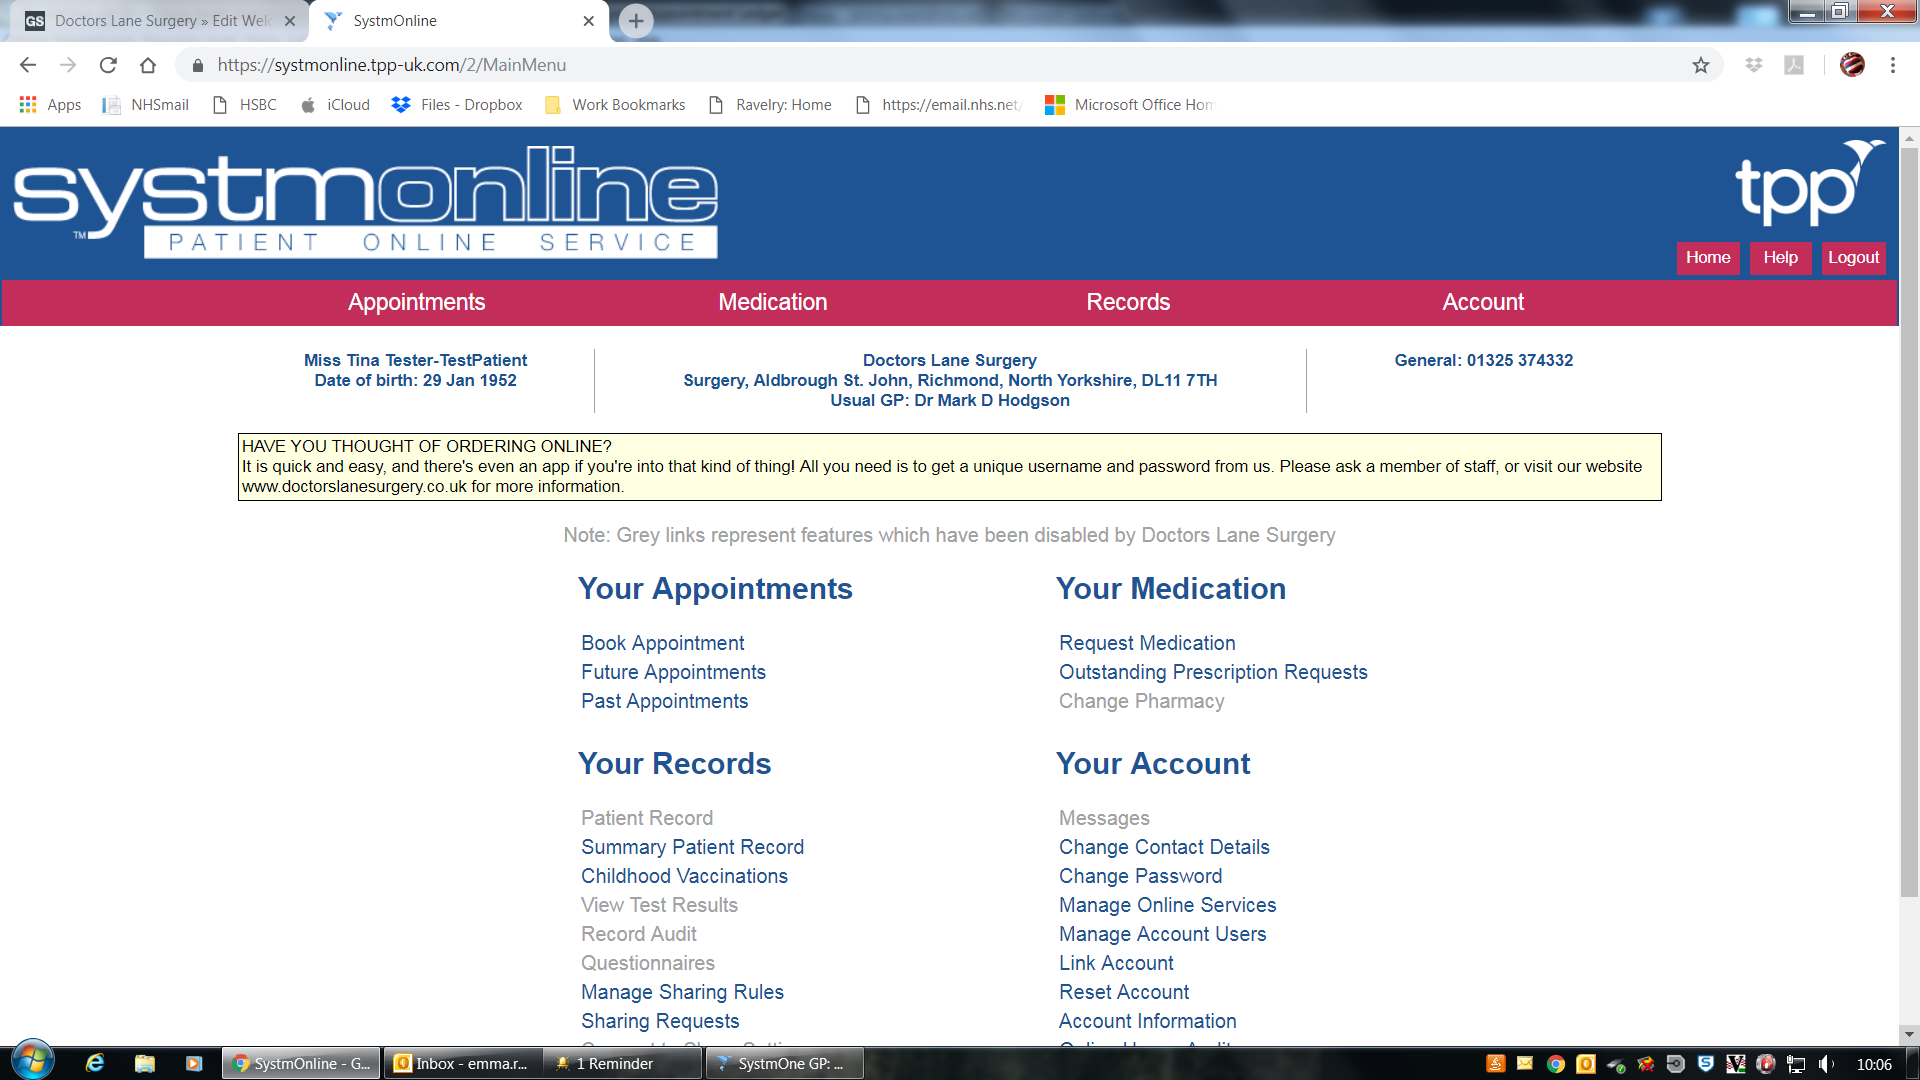 GS Doctors Lane Surgery » Edit Welc
SystmOnline
https://systmonline.tpp-uk.com/2/MainMenu
Apps NHSmail HSBC iCloud Files - Dropbox Work Bookmarks Ravelry: Home https://email.nhs.net/ Microsoft Office Hom
systmonline
TM
PATIENT ONLINE SERVICE
tpp
Home Help Logout
Appointments Medication Records Account
Miss Tina Tester-TestPatient
Date of birth: 29 Jan 1952
Doctors Lane Surgery
Surgery, Aldbrough St. John, Richmond, North Yorkshire, DL11 7TH
Usual GP: Dr Mark D Hodgson
General: 01325 374332
HAVE YOU THOUGHT OF ORDERING ONLINE?
It is quick and easy, and there's even an app if you're into that kind of thing! All you need is to get a unique username and password from us. Please ask a member of staff, or visit our website
www.doctorslanesurgery.co.uk for more information.
Note: Grey links represent features which have been disabled by Doctors Lane Surgery
Your Appointments
Book Appointment
Future Appointments
Past Appointments
Your Medication
Request Medication
Outstanding Prescription Requests
Change Pharmacy
Your Records
Patient Record
Summary Patient Record
Childhood Vaccinations
View Test Results
Record Audit
Questionnaires
Manage Sharing Rules
Sharing Requests
Your Account
Messages
Change Contact Details
Change Password
Manage Online Services
Manage Account Users
Link Account
Reset Account
Account Information
SystmOnline - G... Inbox - emma.r... 1 Reminder SystmOne GP: ... 10:06